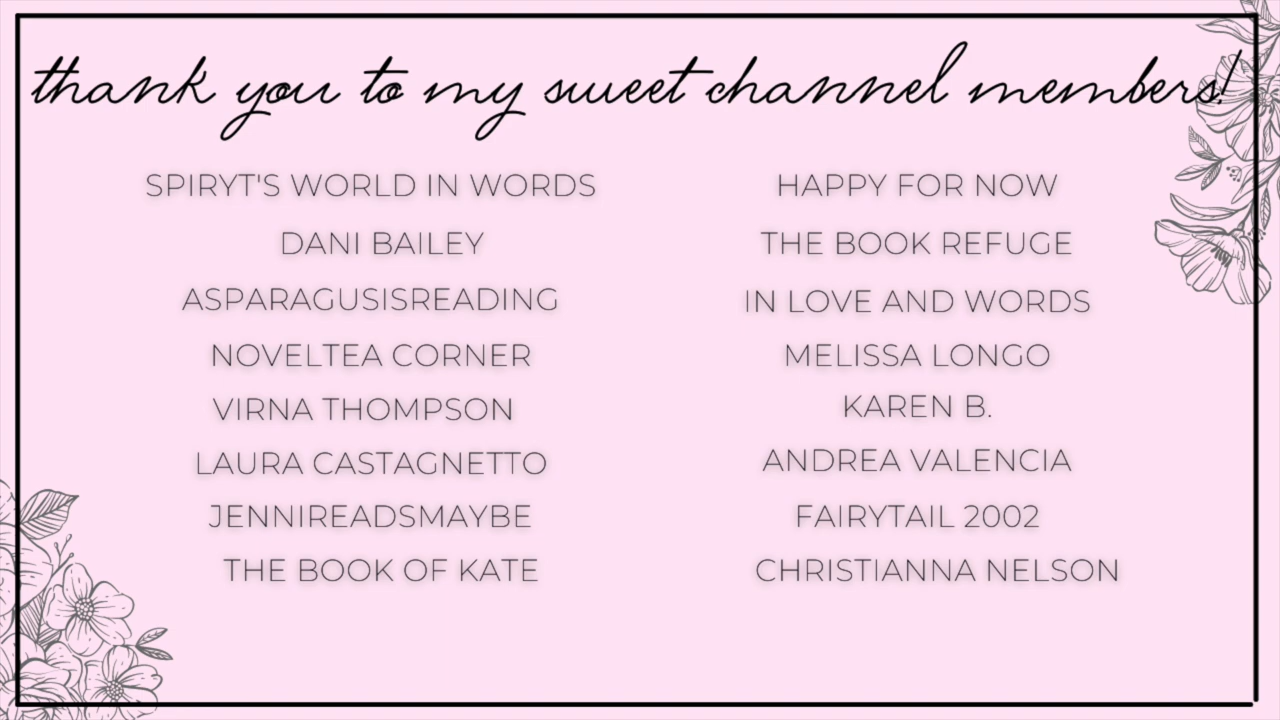 thank you to my sweet channel members!
SPIRYT'S WORLD IN WORDS
DANI BAILEY
ASPARAGUSISREADING
NOVELTEA CORNER
VIRNA THOMPSON
LAURA CASTAGNETTO
JENNIREADSMAYBE
THE BOOK OF KATE
HAPPY FOR NOW
THE BOOK REFUGE
IN LOVE AND WORDS
MELISSA LONGO
KAREN B.
ANDREA VALENCIA
FAIRYTAIL 2002
CHRISTIANNA NELSON